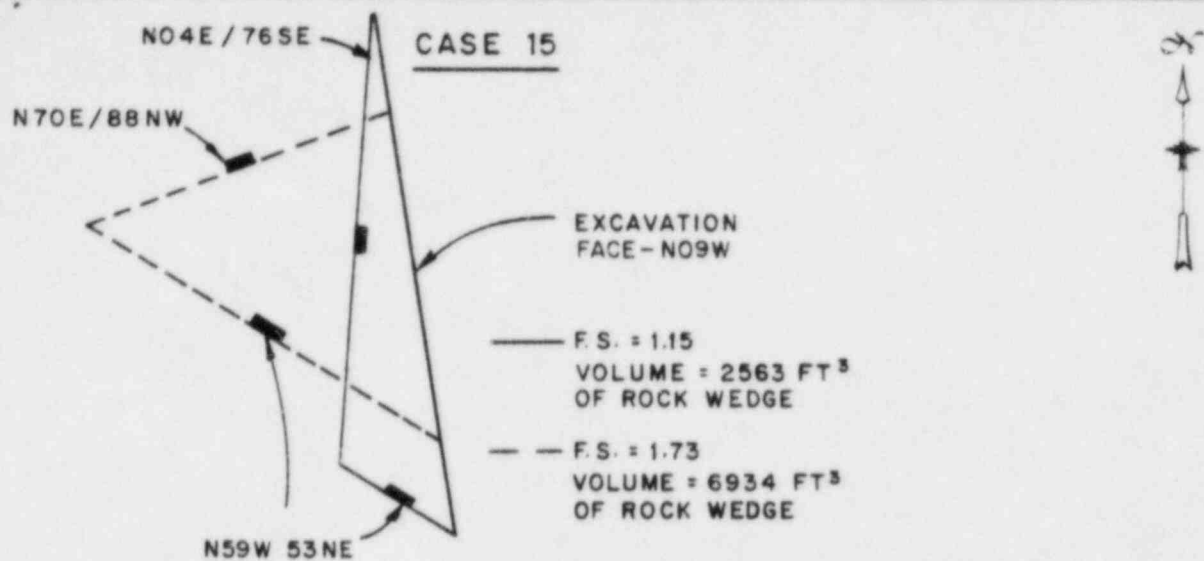 N04E / 76SE
CASE 15
N70E/88NW
EXCAVATION
FACE-N09W
F.S. = 1.15
VOLUME = 2563 FT³
OF ROCK WEDGE
F.S. = 1.73
VOLUME = 6934 FT³
OF ROCK WEDGE
N59W 53NE